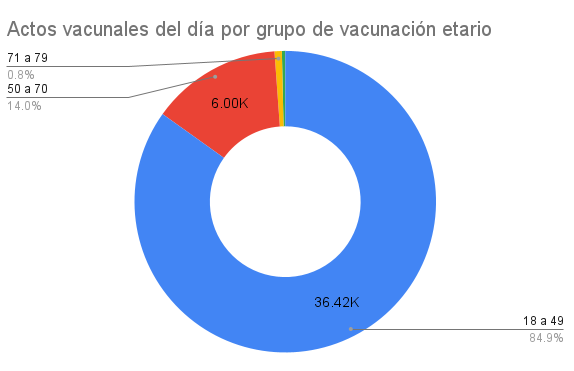 Actos vacunales del día por grupo de vacunación etario
71 a 79
0.8%
50 a 70
14.0%
6.00K
36.42K
18 a 49
84.9%